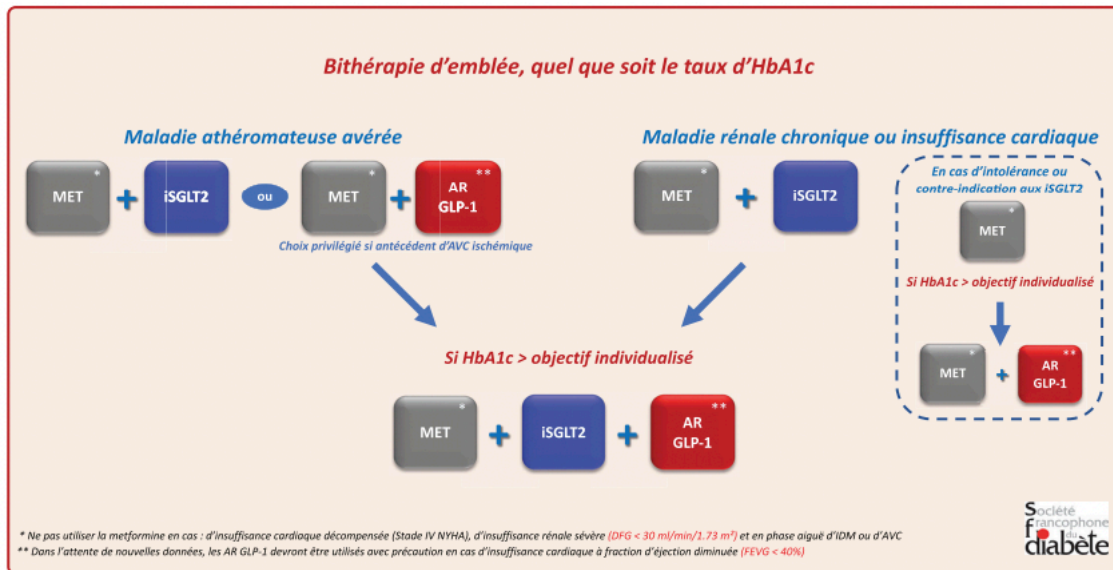 Bithérapie d'emblée, quel que soit le taux d'HbA1c
Maladie athéromateuse avérée
MET *
+
iSGLT2
ou
MET *
+
AR GLP-1 **
Choix privilégié si antécédent d'AVC ischémique
Maladie rénale chronique ou insuffisance cardiaque
MET *
+
iSGLT2
En cas d'intolérance ou
contre-indication aux iSGLT2
MET *
Si HbA1c > objectif individualisé
MET *
+
AR GLP-1 **
Si HbA1c > objectif individualisé
MET *
+
iSGLT2
+
AR GLP-1 **
* Ne pas utiliser la metformine en cas : d'insuffisance cardiaque décompensée (Stade IV NYHA), d'insuffisance rénale sévère (DFG < 30 ml/min/1.73 m²) et en phase aiguë d'IDM ou d'AVC
** Dans l'attente de nouvelles données, les AR GLP-1 devront être utilisés avec précaution en cas d'insuffisance cardiaque à fraction d'éjection diminuée (FEVG < 40%)
Société
francophone
du
diabète